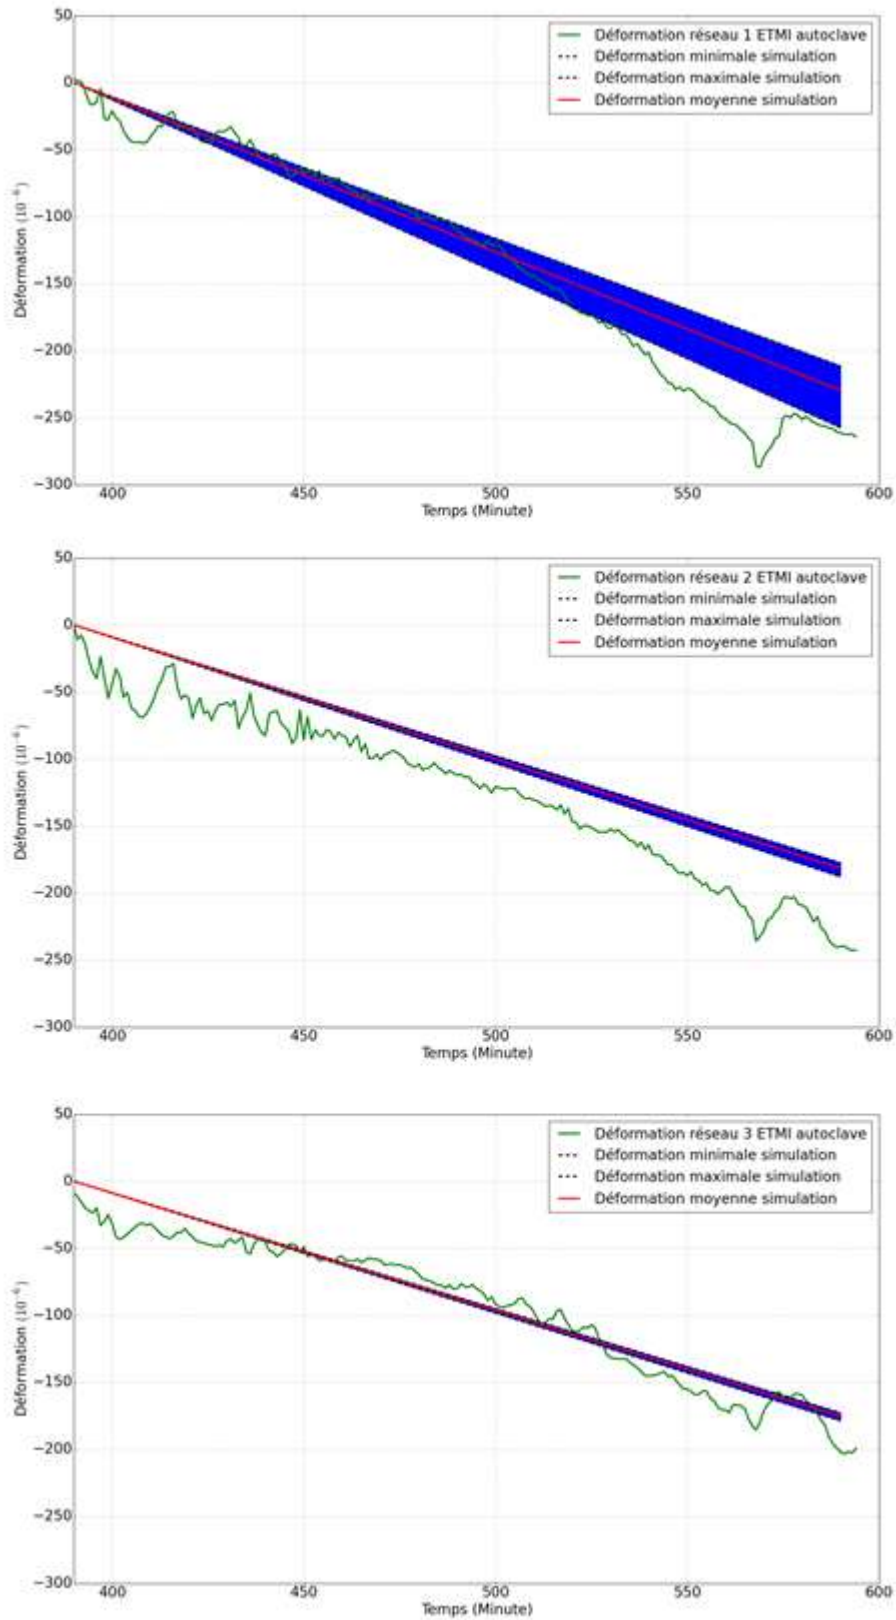 50
0
−50
−100
−150
−200
−250
−300
Déformation (10⁻⁶)
Déformation réseau 1 ETMI autoclave
Déformation minimale simulation
Déformation maximale simulation
Déformation moyenne simulation
400 450 500 550 600
Temps (Minute)
50
0
−50
−100
−150
−200
−250
−300
Déformation (10⁻⁶)
Déformation réseau 2 ETMI autoclave
Déformation minimale simulation
Déformation maximale simulation
Déformation moyenne simulation
400 450 500 550 600
Temps (Minute)
50
0
−50
−100
−150
−200
−250
−300
Déformation (10⁻⁶)
Déformation réseau 3 ETMI autoclave
Déformation minimale simulation
Déformation maximale simulation
Déformation moyenne simulation
400 450 500 550 600
Temps (Minute)